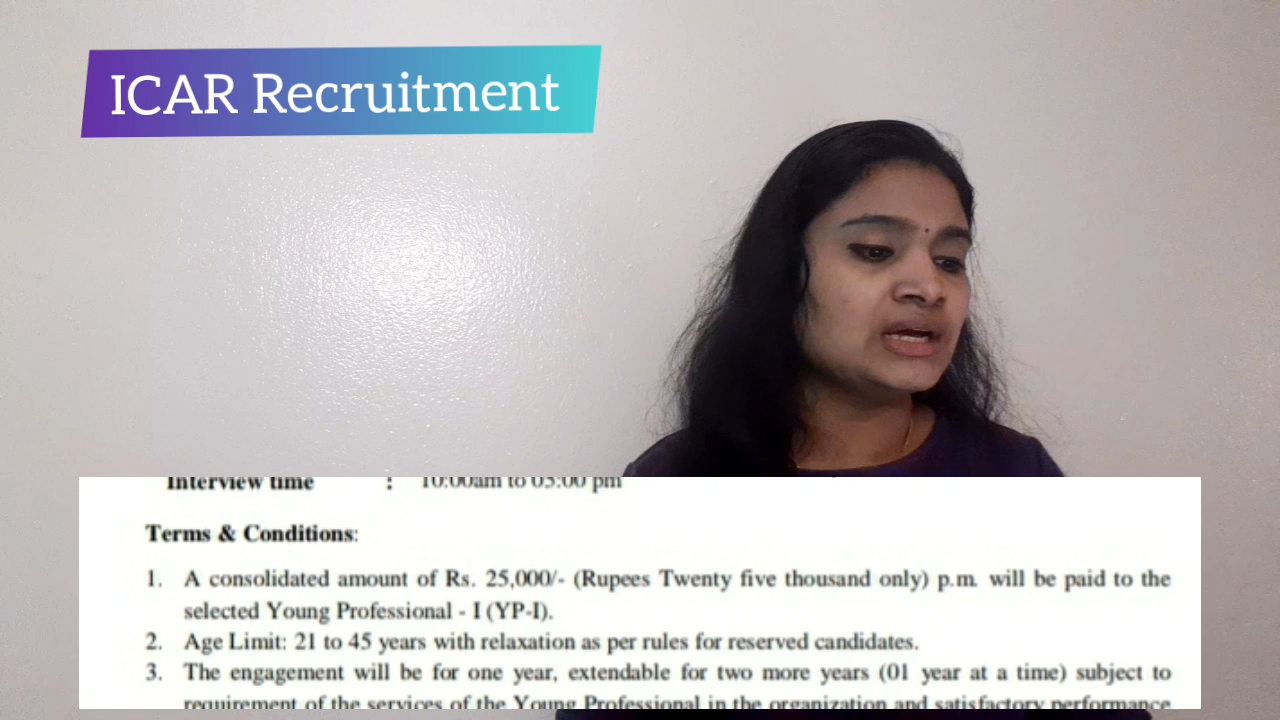 ICAR Recruitment
Interview time : 10:00am to 05:00 pm
Terms & Conditions:
1. A consolidated amount of Rs. 25,000/- (Rupees Twenty five thousand only) p.m. will be paid to the
selected Young Professional - I (YP-I).
2. Age Limit: 21 to 45 years with relaxation as per rules for reserved candidates.
3. The engagement will be for one year, extendable for two more years (01 year at a time) subject to
requirement of the services of the Young Professional in the organization and satisfactory performance